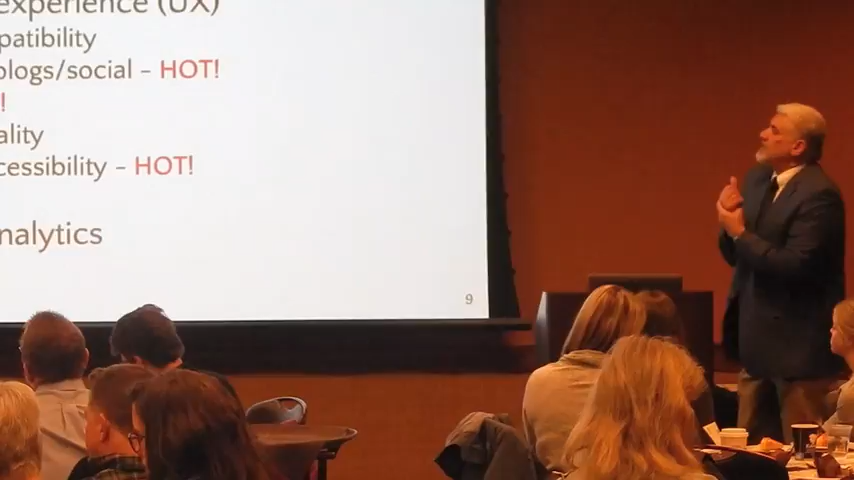 experience (UX)
patibility
blogs/social – HOT!
!
ality
cessibility – HOT!
nalytics
9